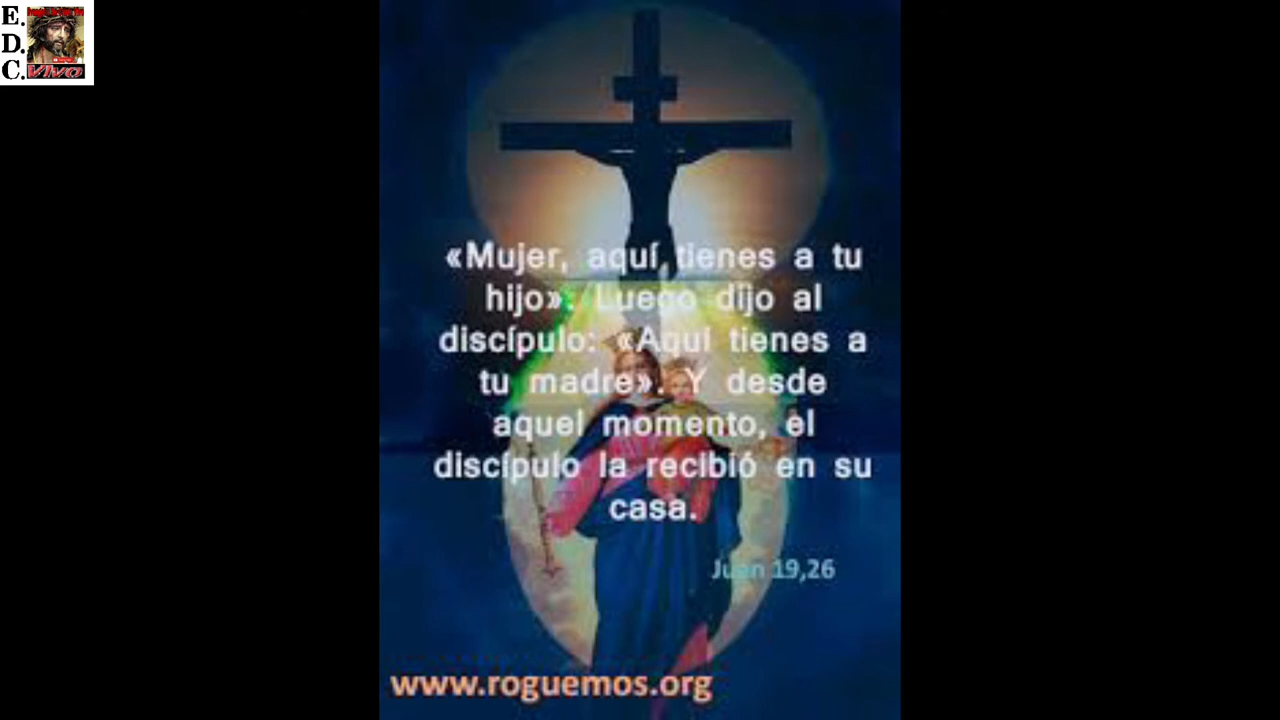 E.
D.
C.
Vivo
«Mujer, aquí tienes a tu
hijo». Luego dijo al
discípulo: «Aquí tienes a
tu madre». Y desde
aquel momento, el
discípulo la recibió en su
casa.
Juan 19,26
www.roguemos.org